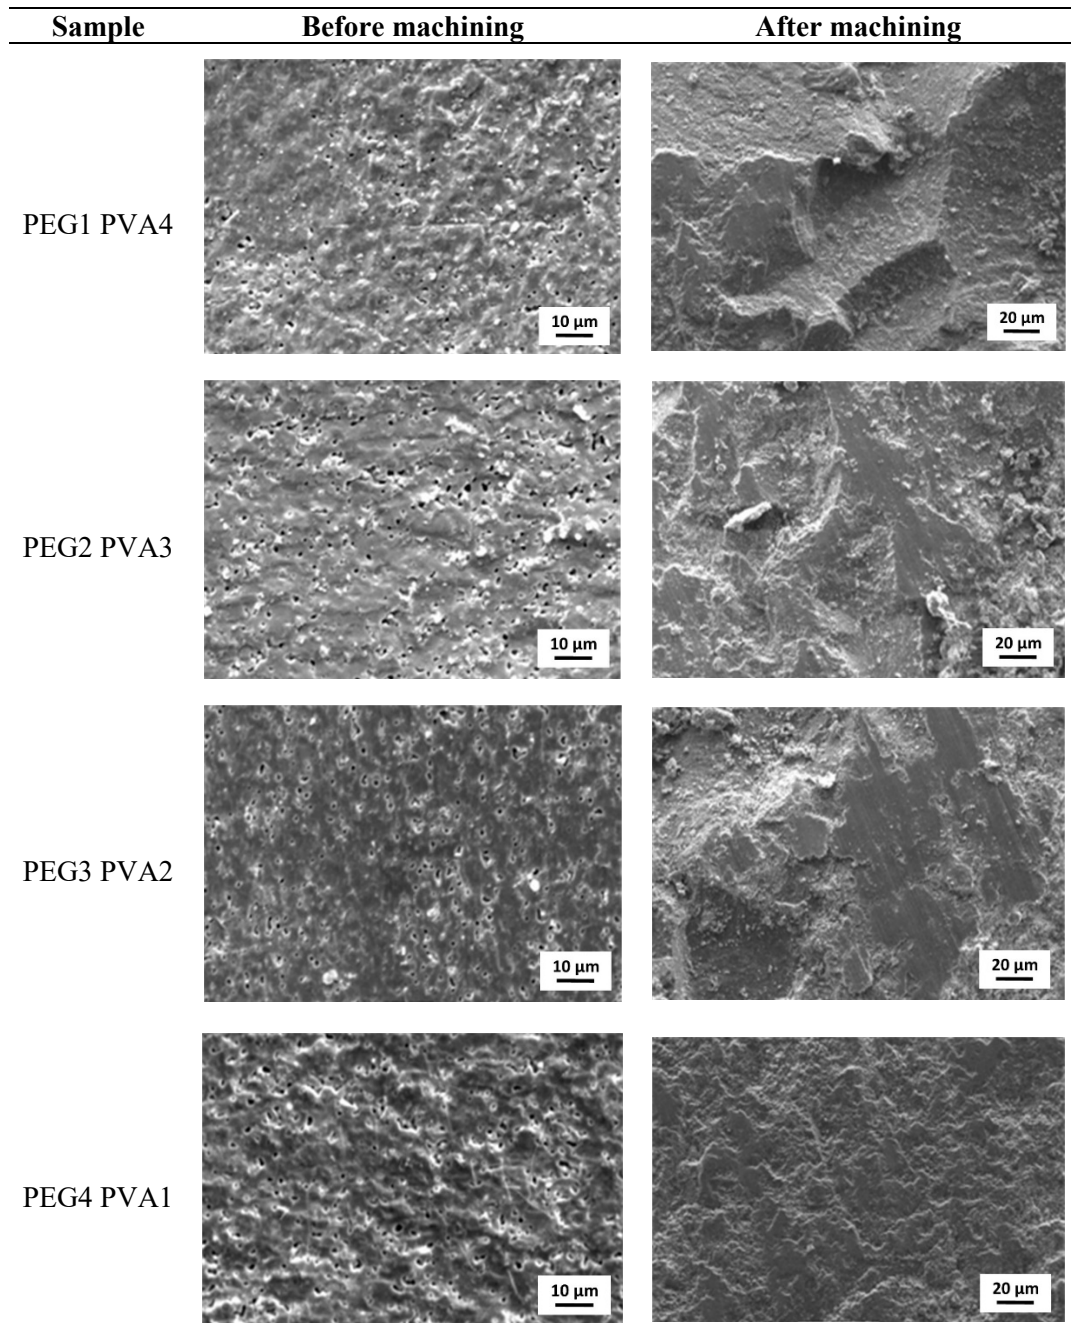 Sample Before machining After machining
PEG1 PVA4
10 µm
20 µm
PEG2 PVA3
10 µm
20 µm
PEG3 PVA2
10 µm
20 µm
PEG4 PVA1
10 µm
20 µm